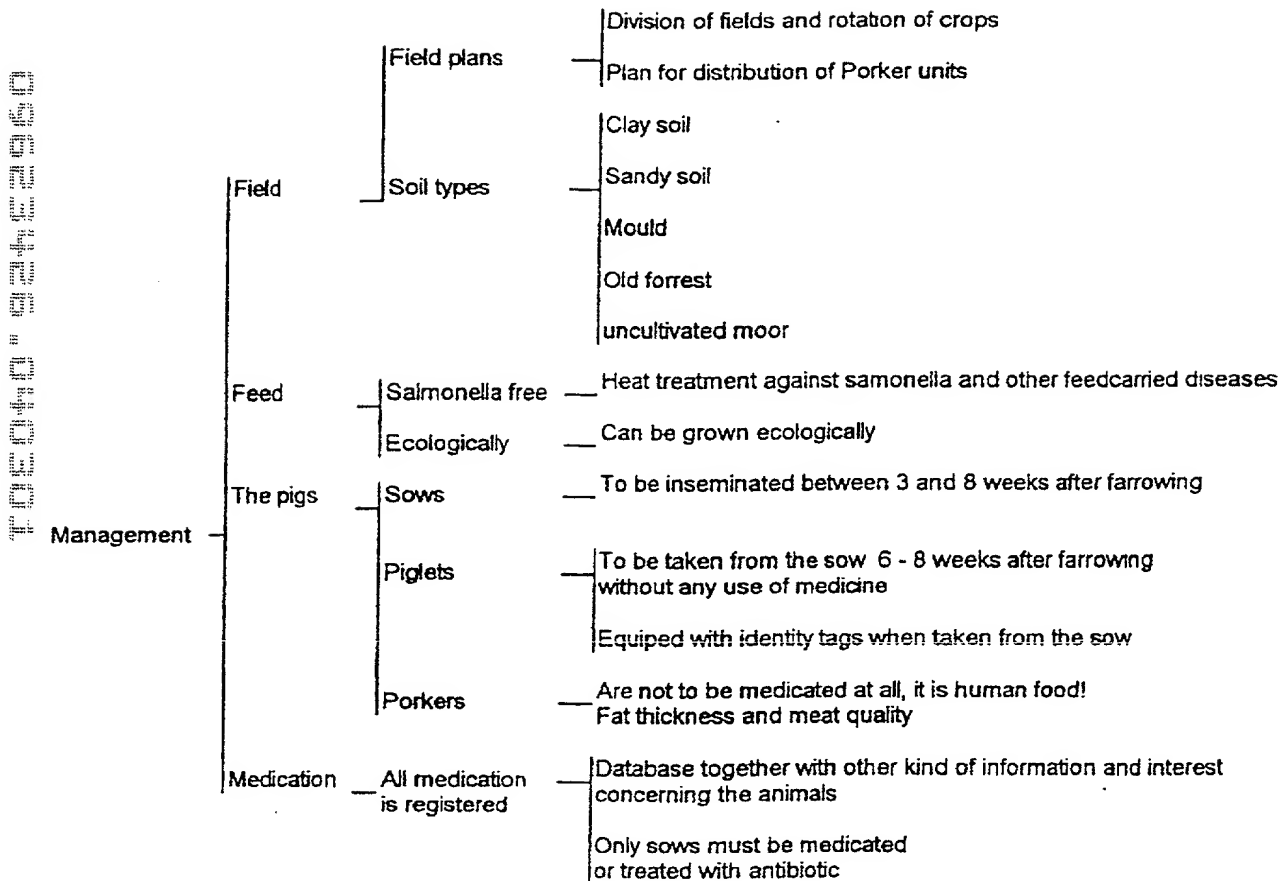 Division of fields and rotation of crops
Field plans
Plan for distribution of Porker units
Clay soil
Sandy soil
Field
Soil types
Mould
Old forrest
uncultivated moor
Feed
Salmonella free
Heat treatment against samonella and other feedcarried diseases
Ecologically
Can be grown ecologically
The pigs
Sows
To be inseminated between 3 and 8 weeks after farrowing
Management
Piglets
To be taken from the sow 6 - 8 weeks after farrowing
without any use of medicine
Equiped with identity tags when taken from the sow
Porkers
Are not to be medicated at all, it is human food!
Fat thickness and meat quality
Medication
All medication
is registered
Database together with other kind of information and interest
concerning the animals
Only sows must be medicated
or treated with antibiotic